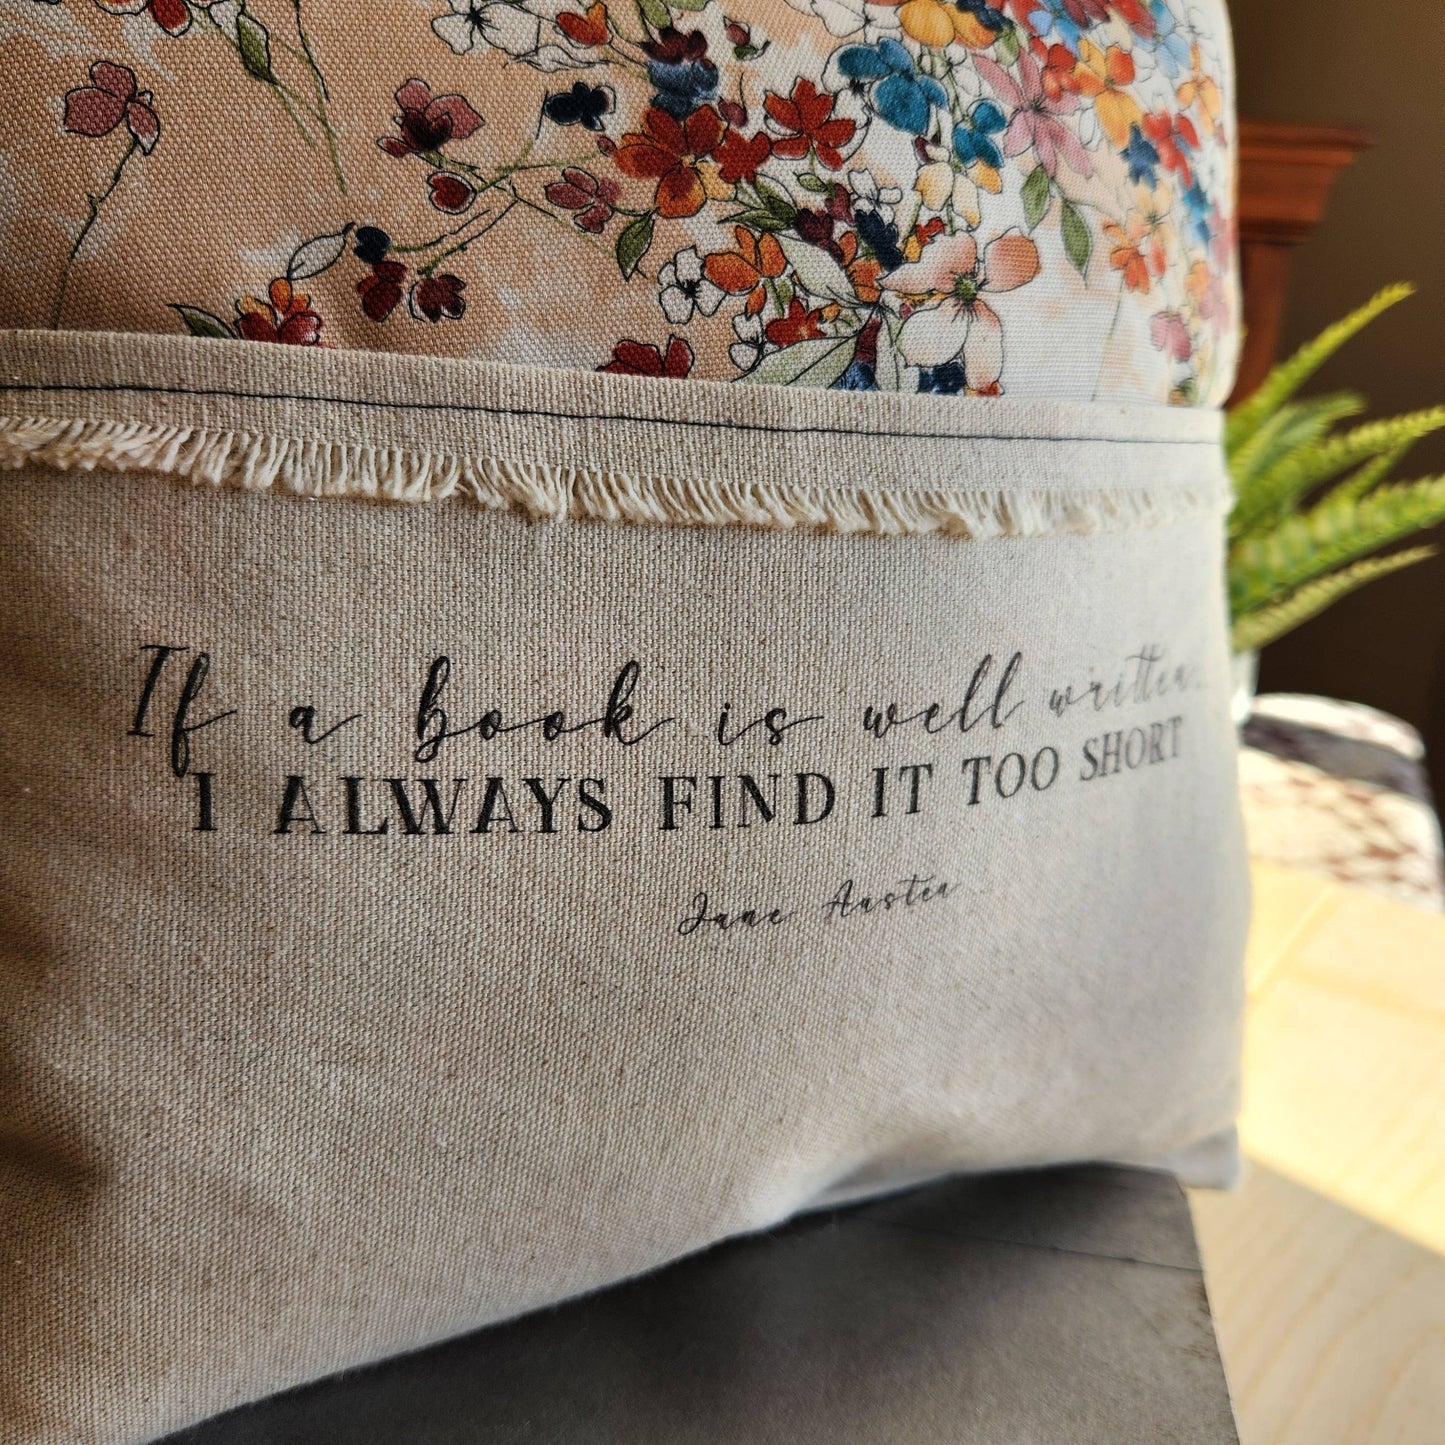 If a book is well written,
I ALWAYS FIND IT TOO SHORT
Jane Austen